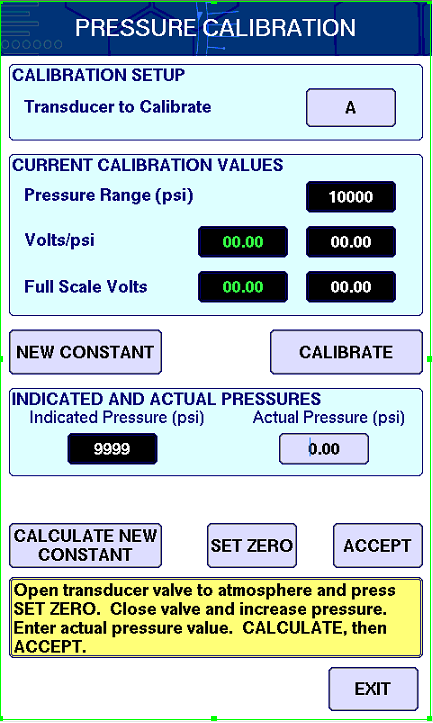 PRESSURE CALIBRATION
CALIBRATION SETUP
Transducer to Calibrate
A
CURRENT CALIBRATION VALUES
Pressure Range (psi)
10000
Volts/psi
00.00
00.00
Full Scale Volts
00.00
00.00
NEW CONSTANT
CALIBRATE
INDICATED AND ACTUAL PRESSURES
Indicated Pressure (psi)
Actual Pressure (psi)
9999
0.00
CALCULATE NEW
CONSTANT
SET ZERO
ACCEPT
Open transducer valve to atmosphere and press
SET ZERO.  Close valve and increase pressure.
Enter actual pressure value.  CALCULATE, then
ACCEPT.
EXIT